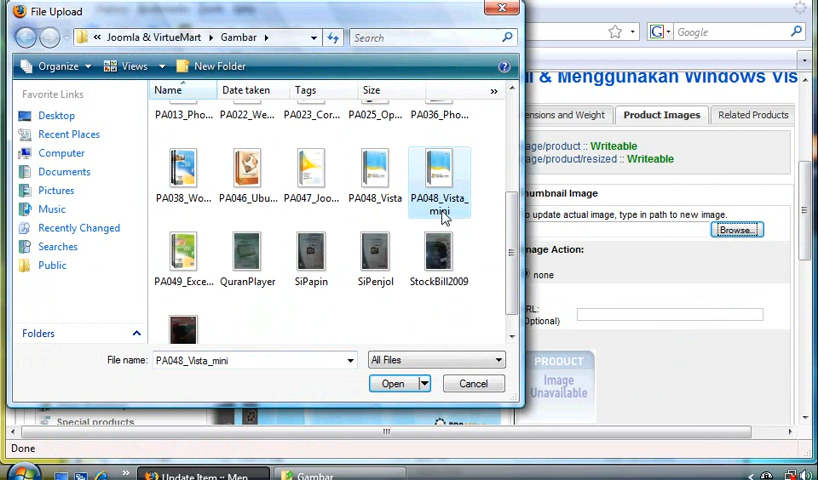 File Upload
Joomla & VirtueMart
Gambar
Search
Google
Organize
Views
New Folder
i & Menggunakan Windows Vis
Favorite Links
Name
Date taken
Tags
Size
»
Desktop
Recent Places
Computer
Documents
Pictures
Music
Recently Changed
Searches
Public
Folders
PA013_Pho...
PA022_We...
PA023_Cor...
PA025_Op...
PA036_Pho...
PA038_Wo...
PA046_Ubu...
PA047_Joo...
PA048_Vista
PA048_Vista_
mini
PA049_Exce...
QuranPlayer
SiPapin
SiPenjol
StockBill2009
File name:
PA048_Vista_mini
All Files
Open
Cancel
ensions and Weight
Product Images
Related Products
age/product :: Writeable
age/product/resized :: Writeable
humbnail Image
o update actual image, type in path to new image.
Browse...
mage Action:
none
RL:
Optional)
PRODUCT
Image
Unavailable
Special products
Done
»
Update Item :: Men...
Gambar